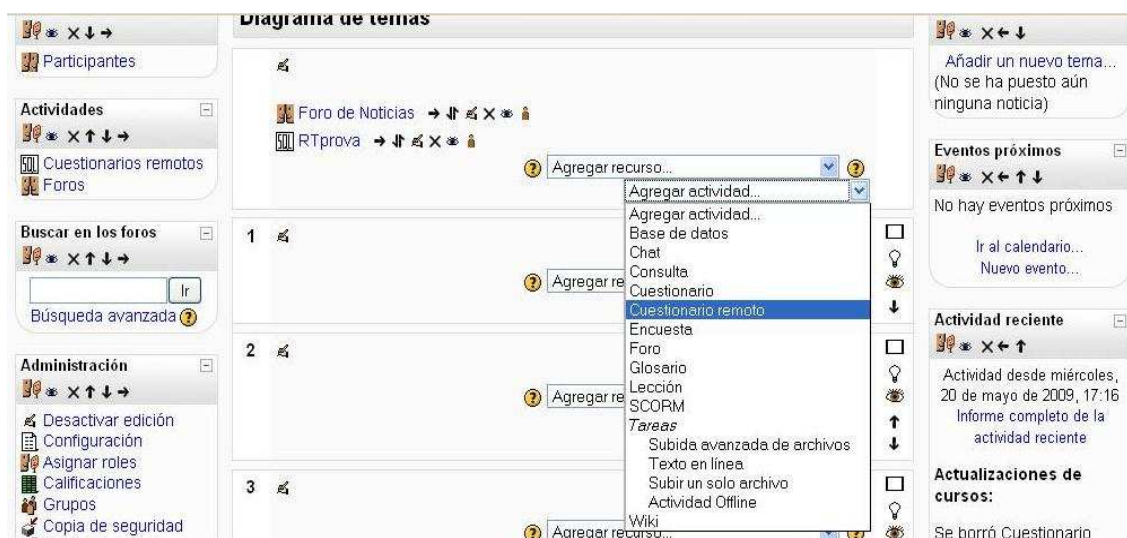 Participantes
Actividades
Cuestionarios remotos
Foros
Buscar en los foros
Ir
Búsqueda avanzada
Administración
Desactivar edición
Configuración
Asignar roles
Calificaciones
Grupos
Copia de seguridad
Diagrama de temas
Foro de Noticias
SQL RTprova
Agregar recurso...
Agregar actividad...
Agregar actividad...
Base de datos
Chat
Consulta
Cuestionario
Cuestionario remoto
Encuesta
Foro
Glosario
Lección
SCORM
Tareas
Subida avanzada de archivos
Texto en línea
Subir un solo archivo
Actividad Offline
Wiki
1
Agregar re
2
Agregar re
3
Agregar recurso...
Añadir un nuevo tema...
(No se ha puesto aún
ninguna noticia)
Eventos próximos
No hay eventos próximos
Ir al calendario...
Nuevo evento...
Actividad reciente
Actividad desde miércoles,
20 de mayo de 2009, 17:16
Informe completo de la
actividad reciente
Actualizaciones de
cursos:
Se borró Cuestionario